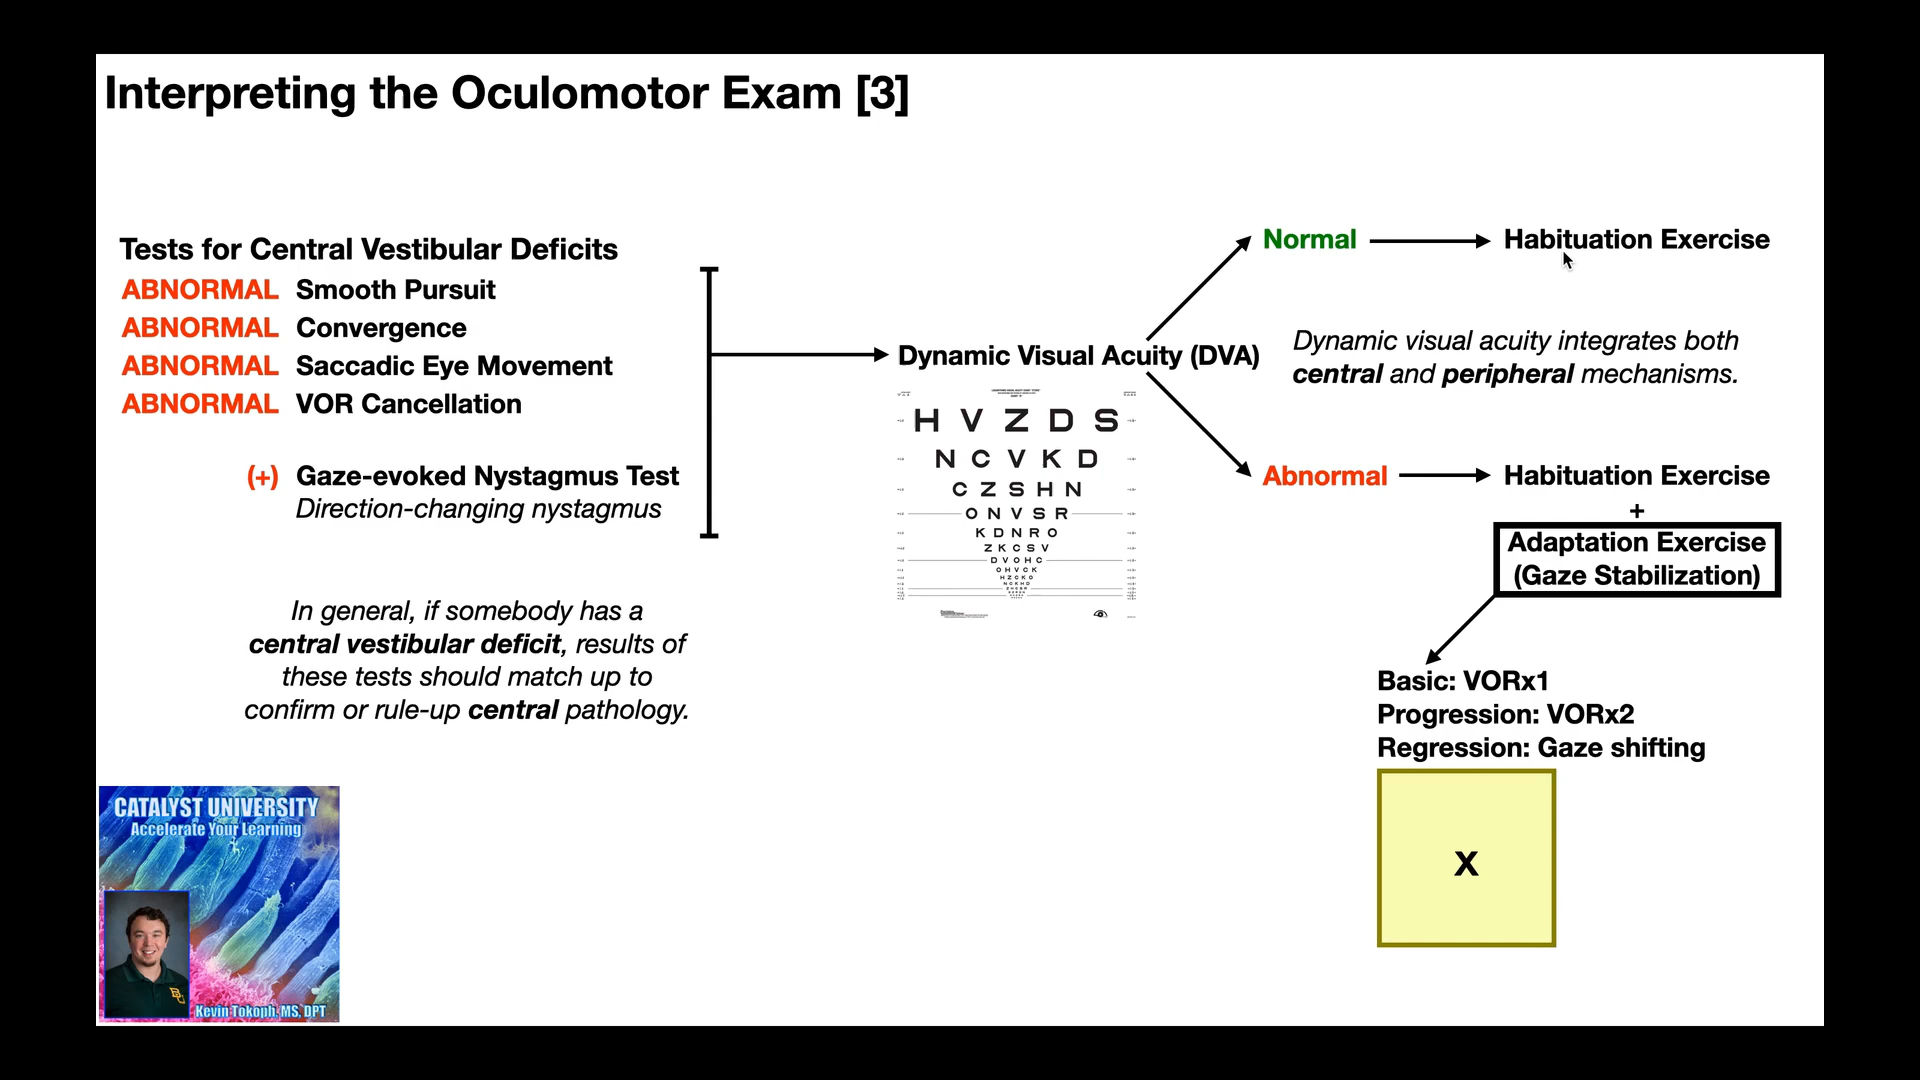 Interpreting the Oculomotor Exam [3]
Tests for Central Vestibular Deficits
ABNORMAL Smooth Pursuit
ABNORMAL Convergence
ABNORMAL Saccadic Eye Movement
ABNORMAL VOR Cancellation
(+) Gaze-evoked Nystagmus Test
Direction-changing nystagmus
In general, if somebody has a
central vestibular deficit, results of
these tests should match up to
confirm or rule-up central pathology.
Dynamic Visual Acuity (DVA)
H V Z D S
N C V K D
C Z S H N
O N V S R
K D N R O
Z K C S V
D V O H C
O H V C K
H Z C K O
Normal
Habituation Exercise
Dynamic visual acuity integrates both
central and peripheral mechanisms.
Abnormal
Habituation Exercise
+
Adaptation Exercise
(Gaze Stabilization)
Basic: VORx1
Progression: VORx2
Regression: Gaze shifting
X
CATALYST UNIVERSITY
Accelerate Your Learning
Kevin Tokoph, MS, DPT